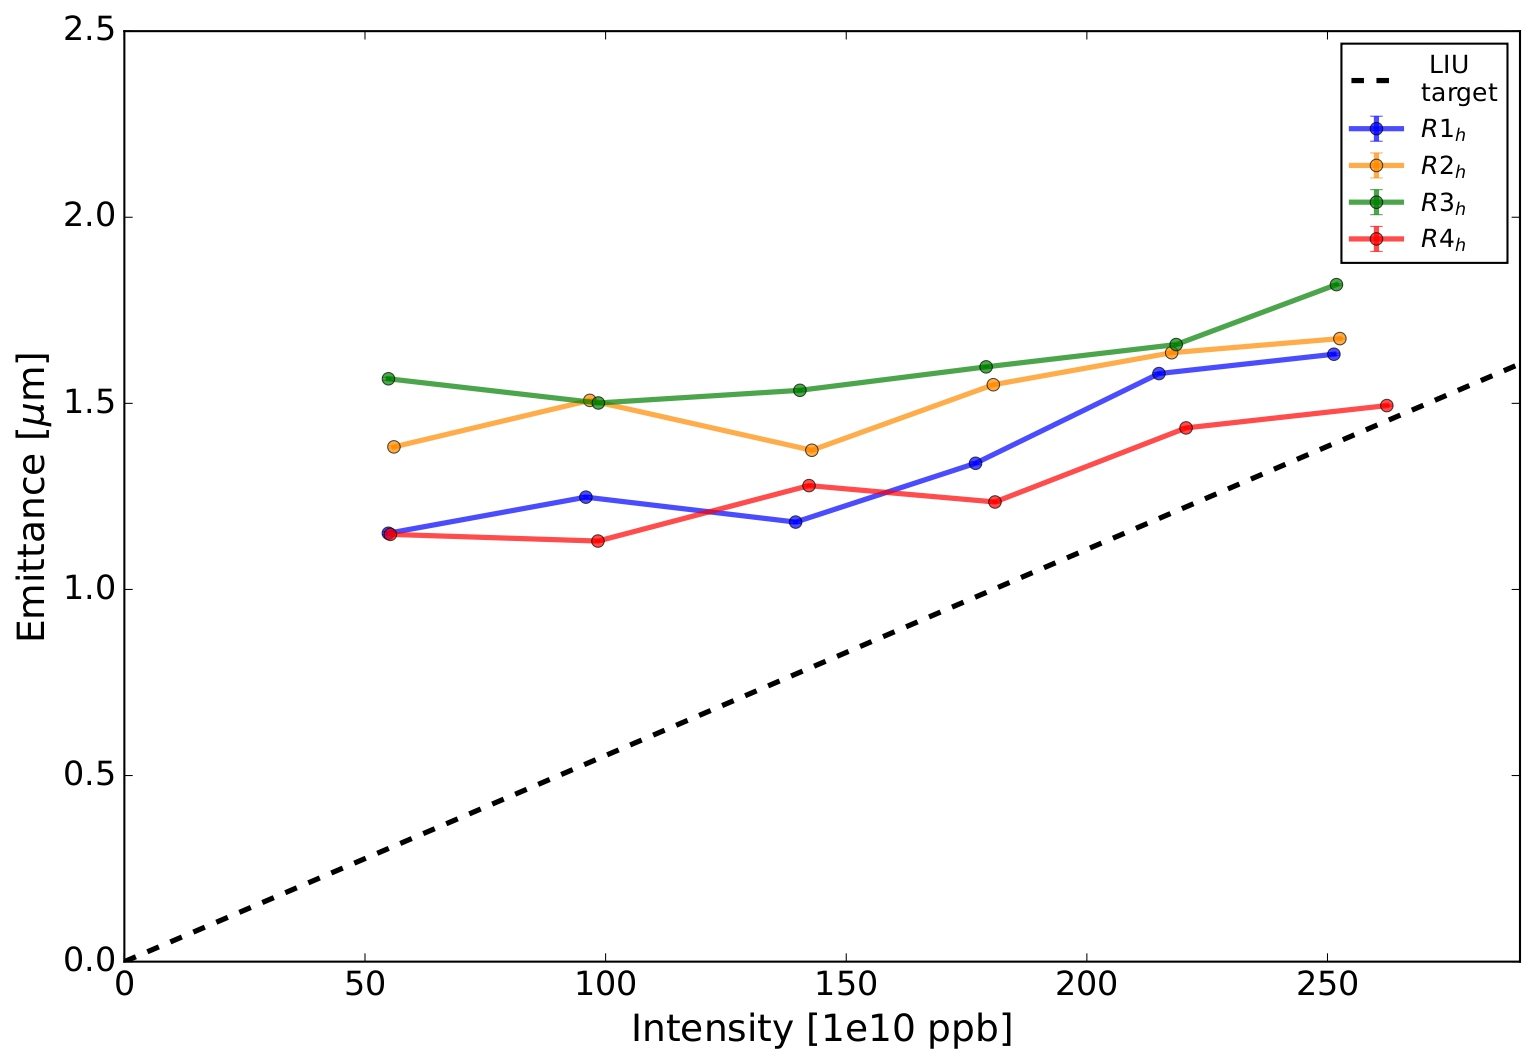 2.5
2.0
1.5
1.0
0.5
0.0
Emittance [μm]
0 50 100 150 200 250
Intensity [1e10 ppb]
LIU
target
R1h
R2h
R3h
R4h